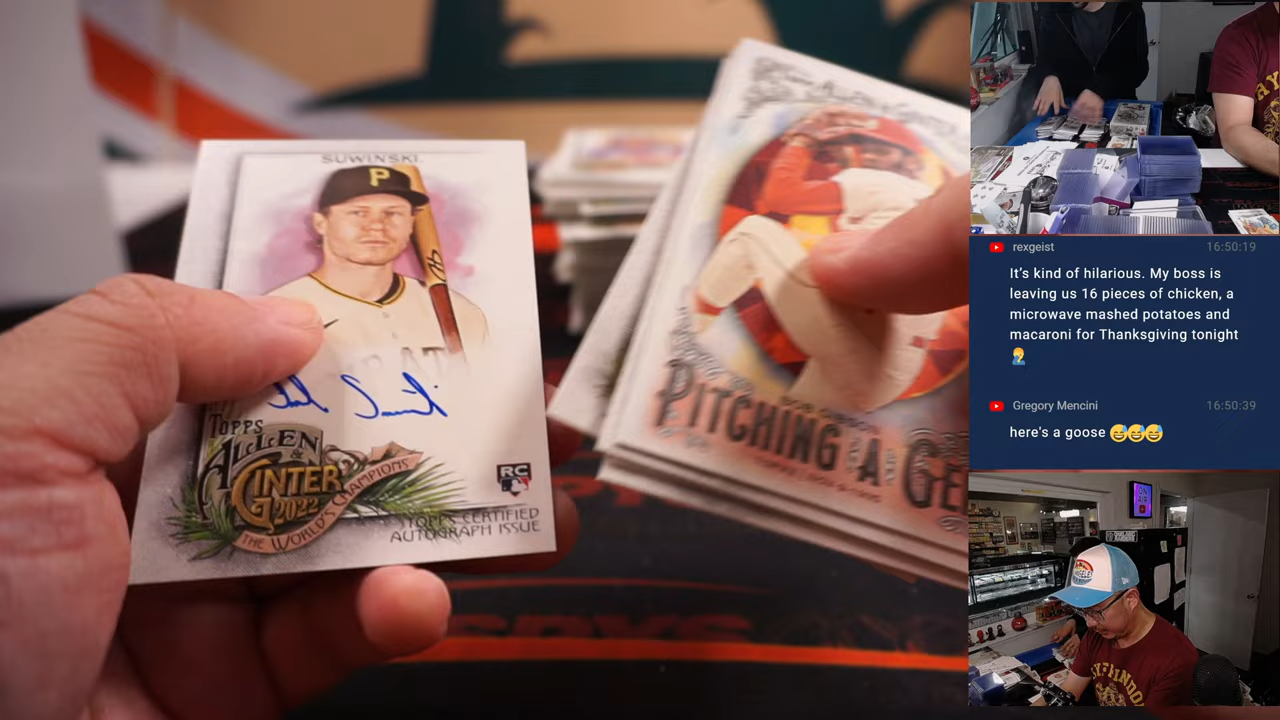 SUWINSKI
P
TOPPS
ALLEN
&
GINTER
2022
THE WORLD'S CHAMPIONS
RC
TOPPS CERTIFIED
AUTOGRAPH ISSUE
PITCHING A GE
rexgeist 16:50:19
It's kind of hilarious. My boss is
leaving us 16 pieces of chicken, a
microwave mashed potatoes and
macaroni for Thanksgiving tonight
Gregory Mencini 16:50:39
here's a goose
ON
AIR